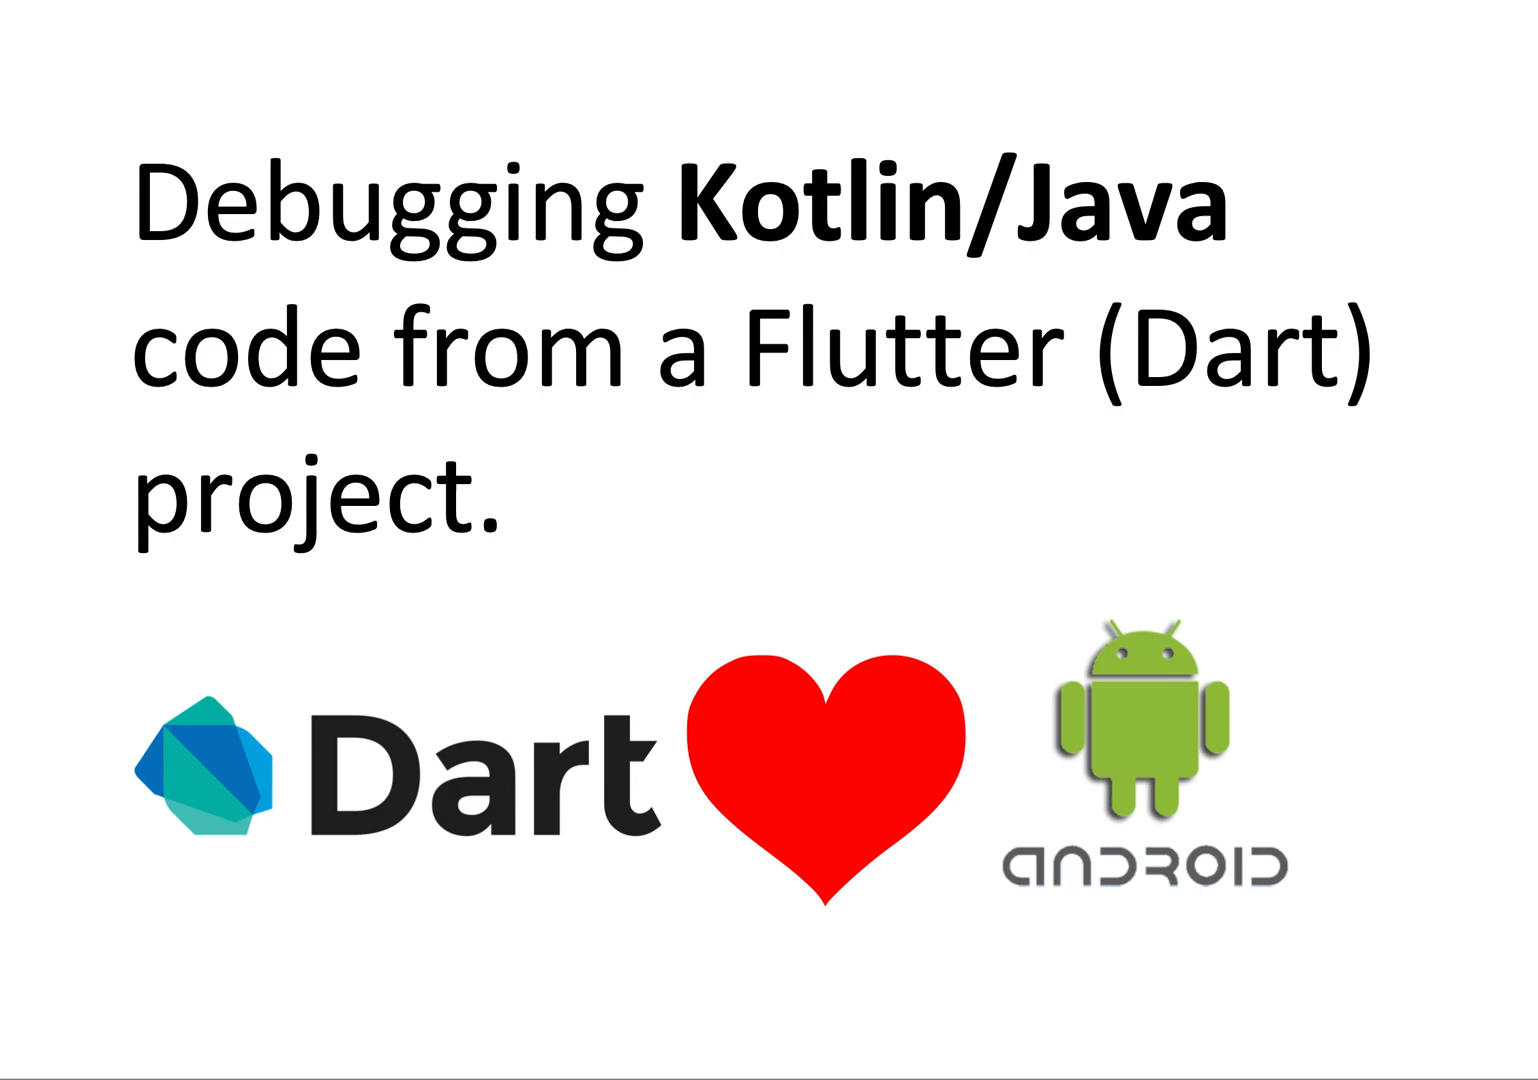 Debugging Kotlin/Java
code from a Flutter (Dart)
project.
Dart
ANDROID